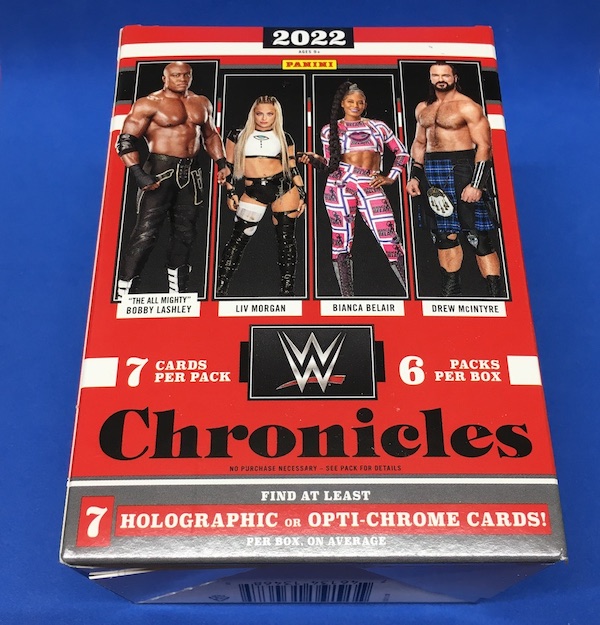 2022
AGES 9+
PANINI
"THE ALL MIGHTY"
BOBBY LASHLEY
LIV MORGAN
BIANCA BELAIR
DREW McINTYRE
7 CARDS
PER PACK
W
6 PACKS
PER BOX
Chronicles
NO PURCHASE NECESSARY - SEE PACK FOR DETAILS
FIND AT LEAST
7 HOLOGRAPHIC OR OPTI-CHROME CARDS!
PER BOX, ON AVERAGE